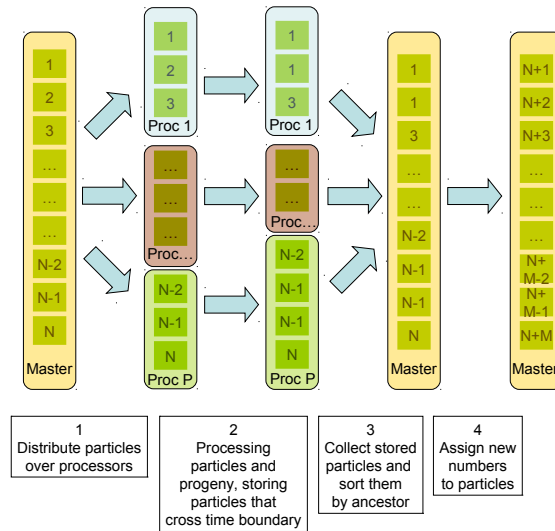 1
2
3
...
...
...
N-2
N-1
N
Master
1
2
3
Proc 1
...
...
...
Proc...
N-2
N-1
N
Proc P
1
1
3
Proc 1
...
...
Proc...
N-2
N-1
N-1
N
Proc P
1
1
3
...
...
...
N-2
N-1
N-1
N
Master
N+1
N+2
N+3
...
...
...
N+
M-2
N+
M-1
N+M
Master
1
Distribute particles
over processors
2
Processing
particles and
progeny, storing
particles that
cross time boundary
3
Collect stored
particles and
sort them
by ancestor
4
Assign new
numbers to
particles